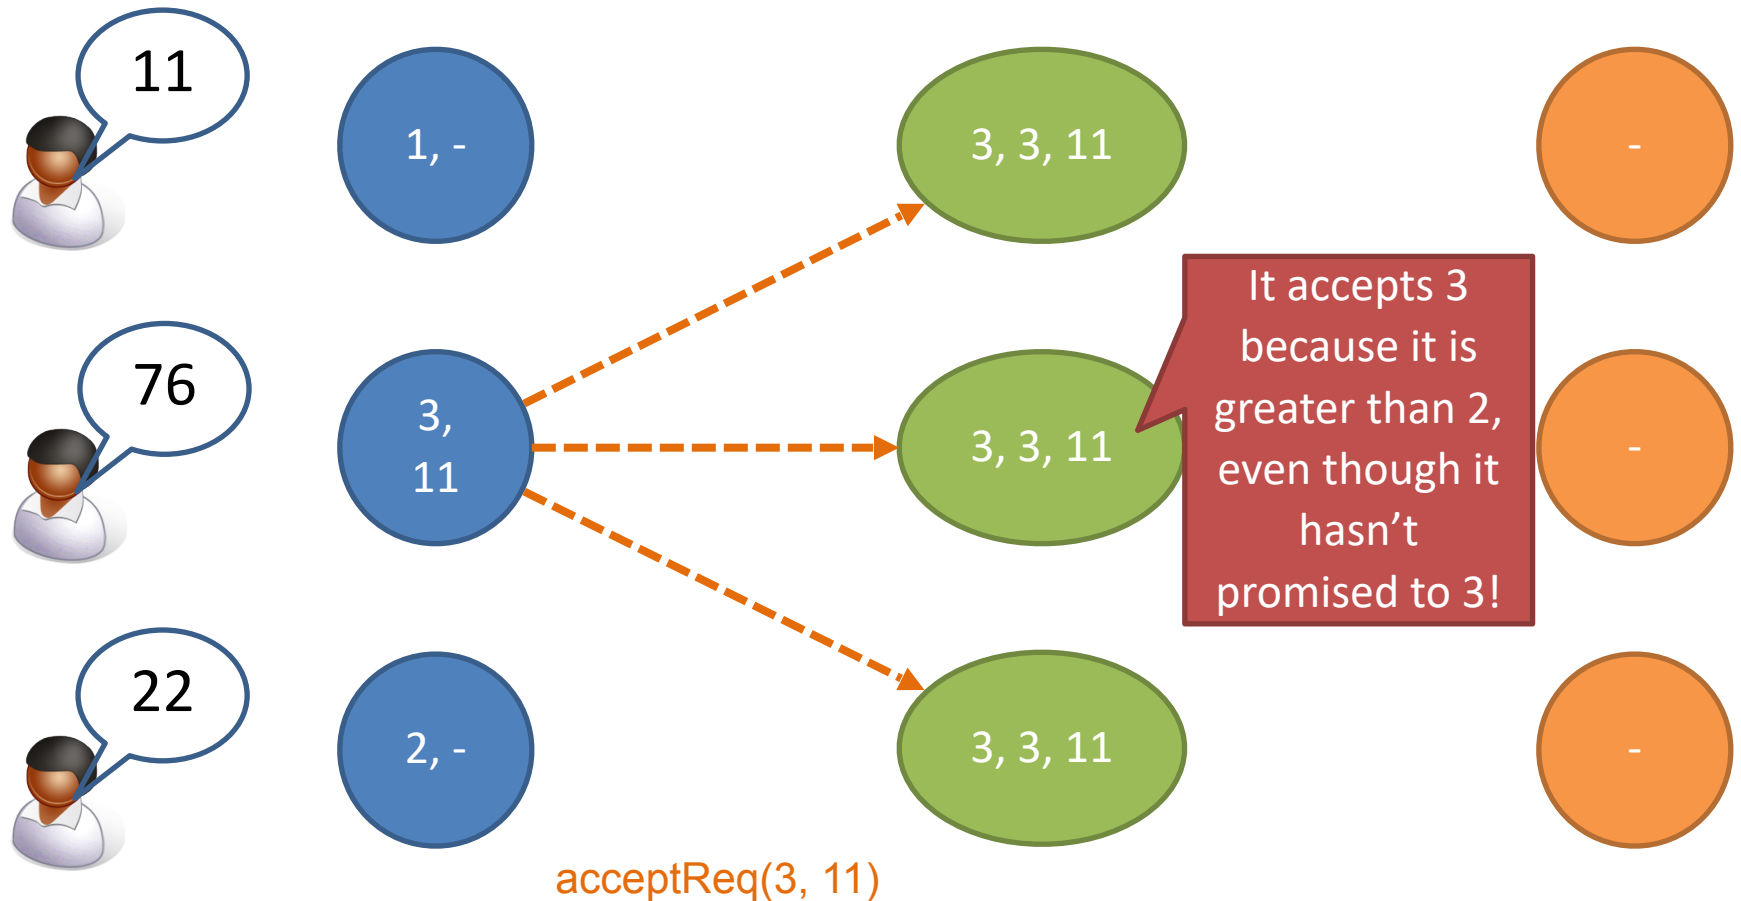 11
1, -
3, 3, 11
-
76
3,
11
3, 3, 11
It accepts 3
because it is
greater than 2,
even though it
hasn’t
promised to 3!
-
22
2, -
3, 3, 11
-
acceptReq(3, 11)